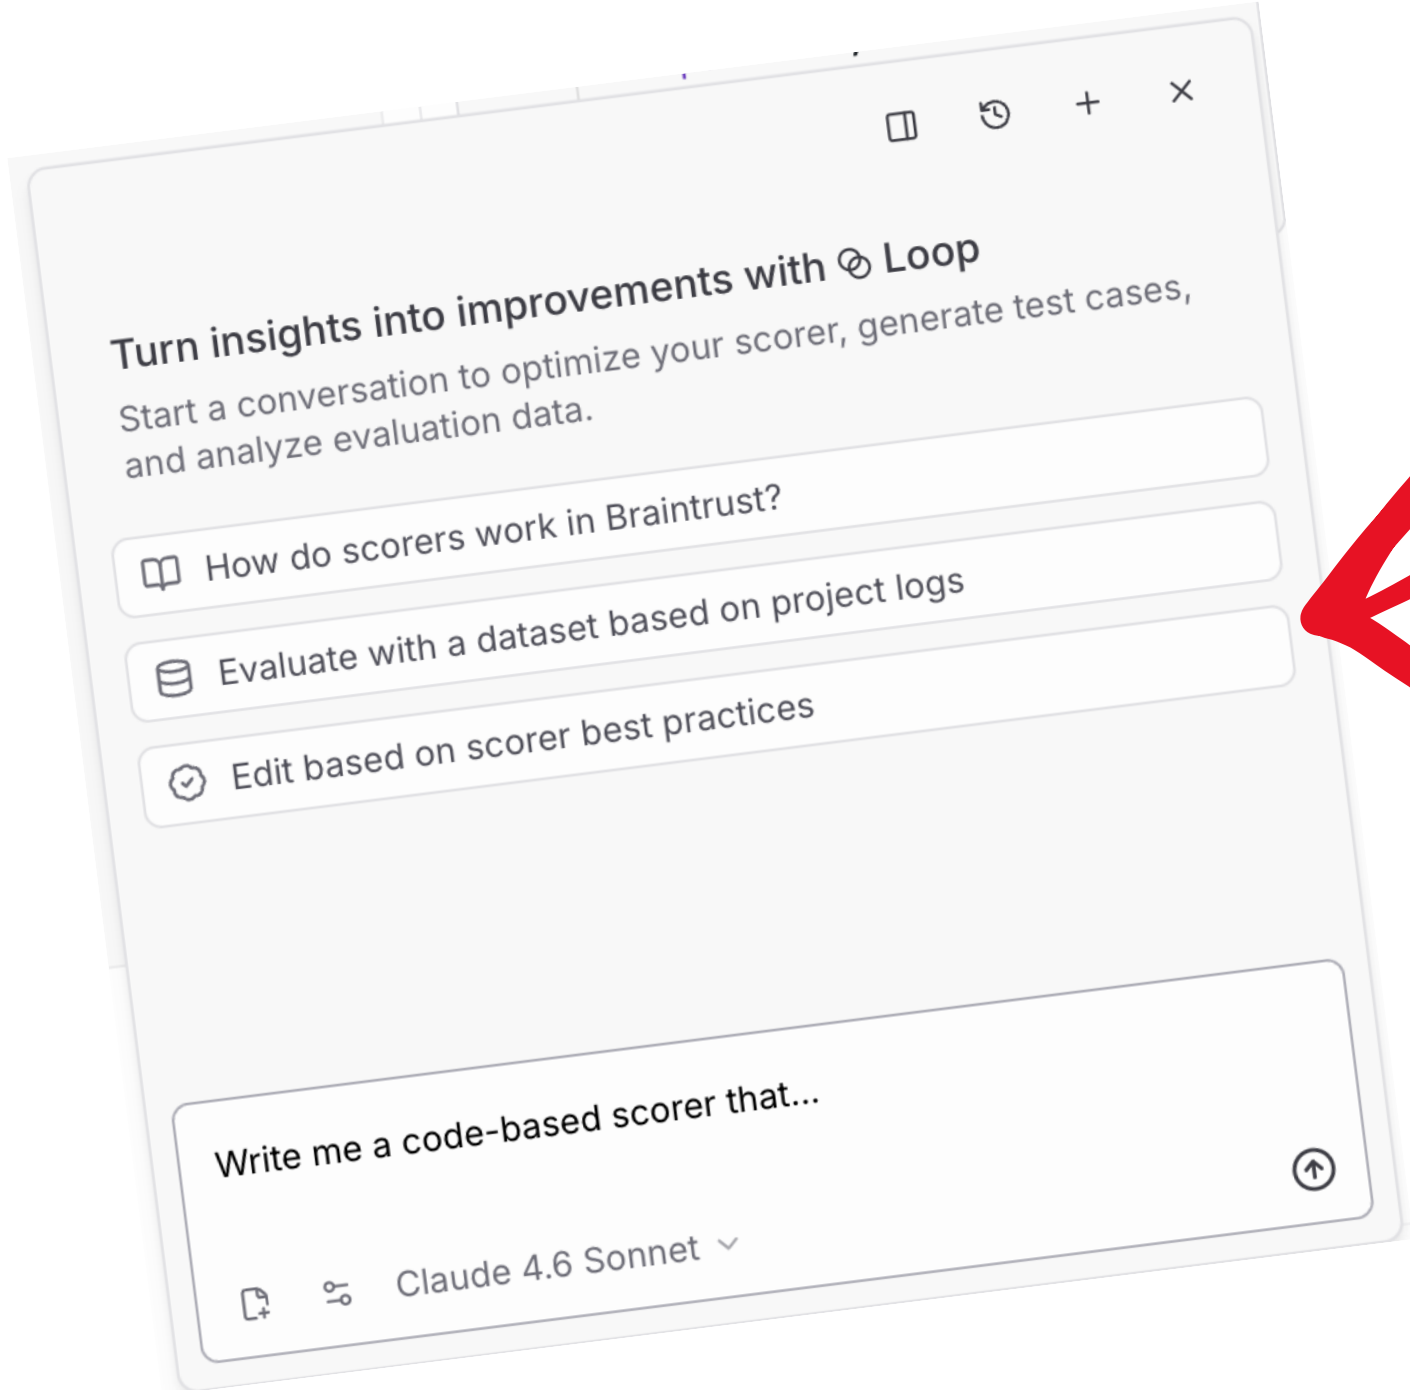 Turn insights into improvements with Loop
Start a conversation to optimize your scorer, generate test cases,
and analyze evaluation data.
How do scorers work in Braintrust?
Evaluate with a dataset based on project logs
Edit based on scorer best practices
Write me a code-based scorer that...
Claude 4.6 Sonnet